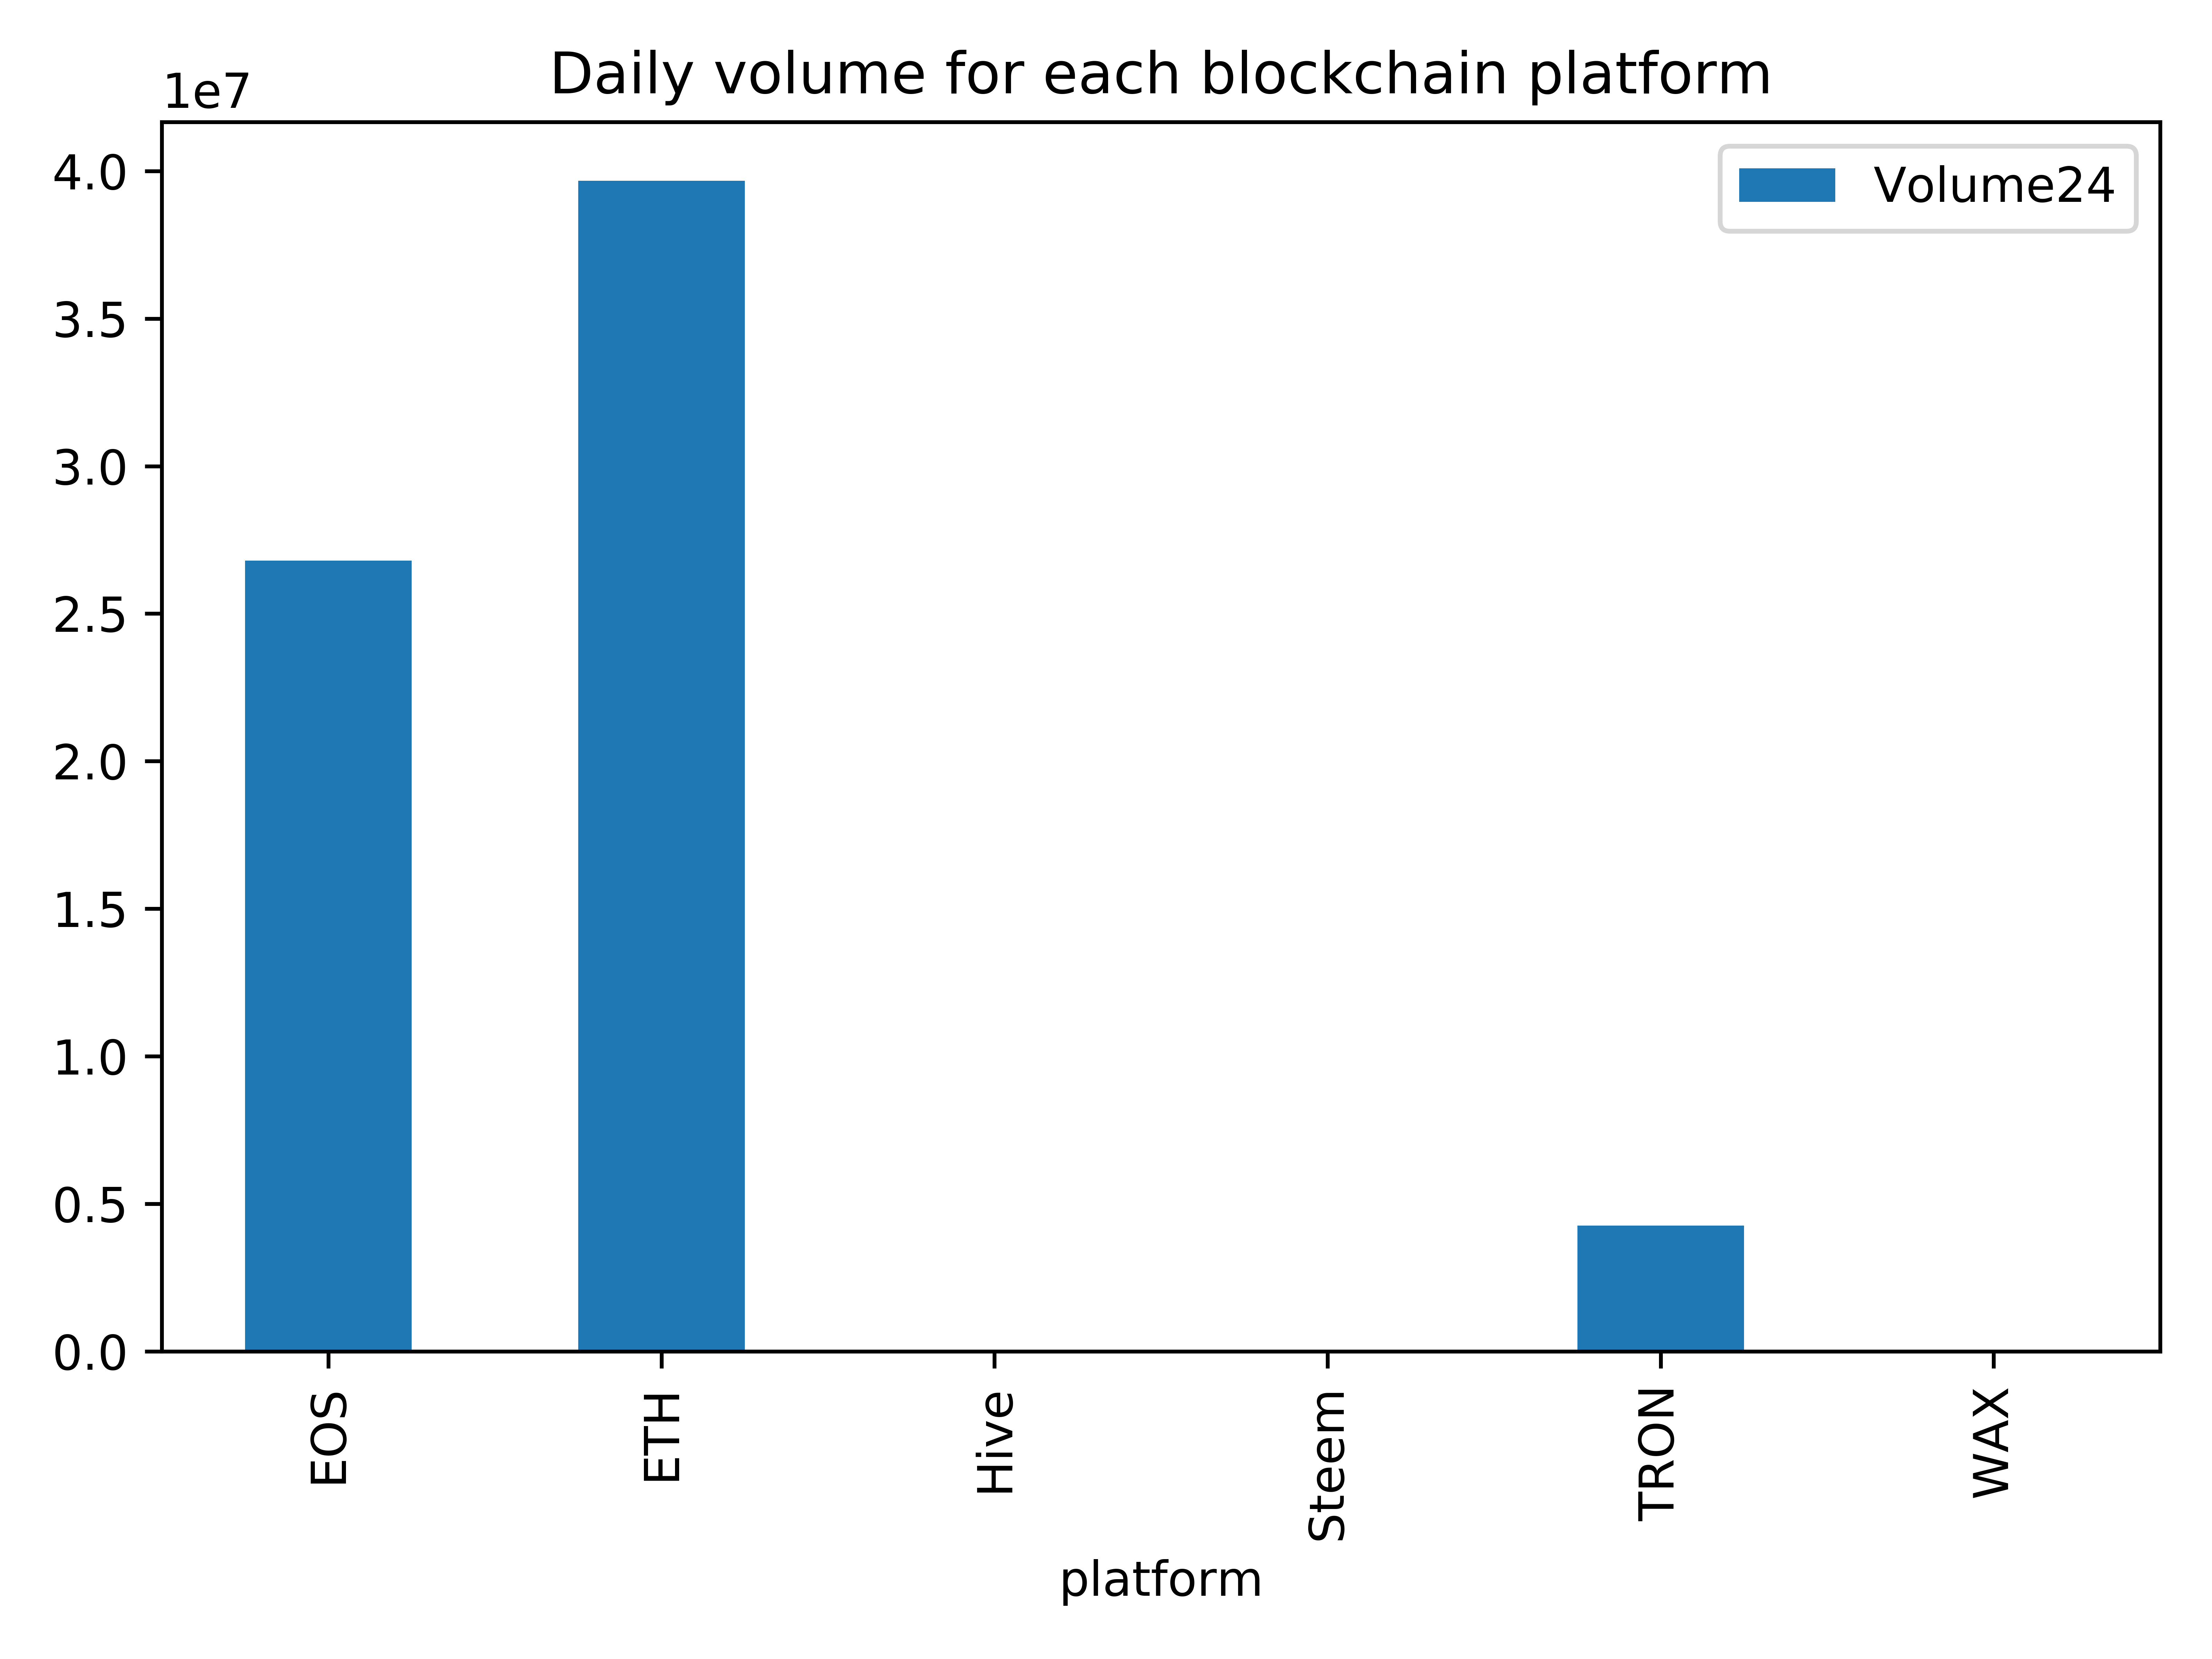 Daily volume for each blockchain platform
1e7
Volume24
4.0
3.5
3.0
2.5
2.0
1.5
1.0
0.5
0.0
EOS
ETH
Hive
Steem
TRON
WAX
platform